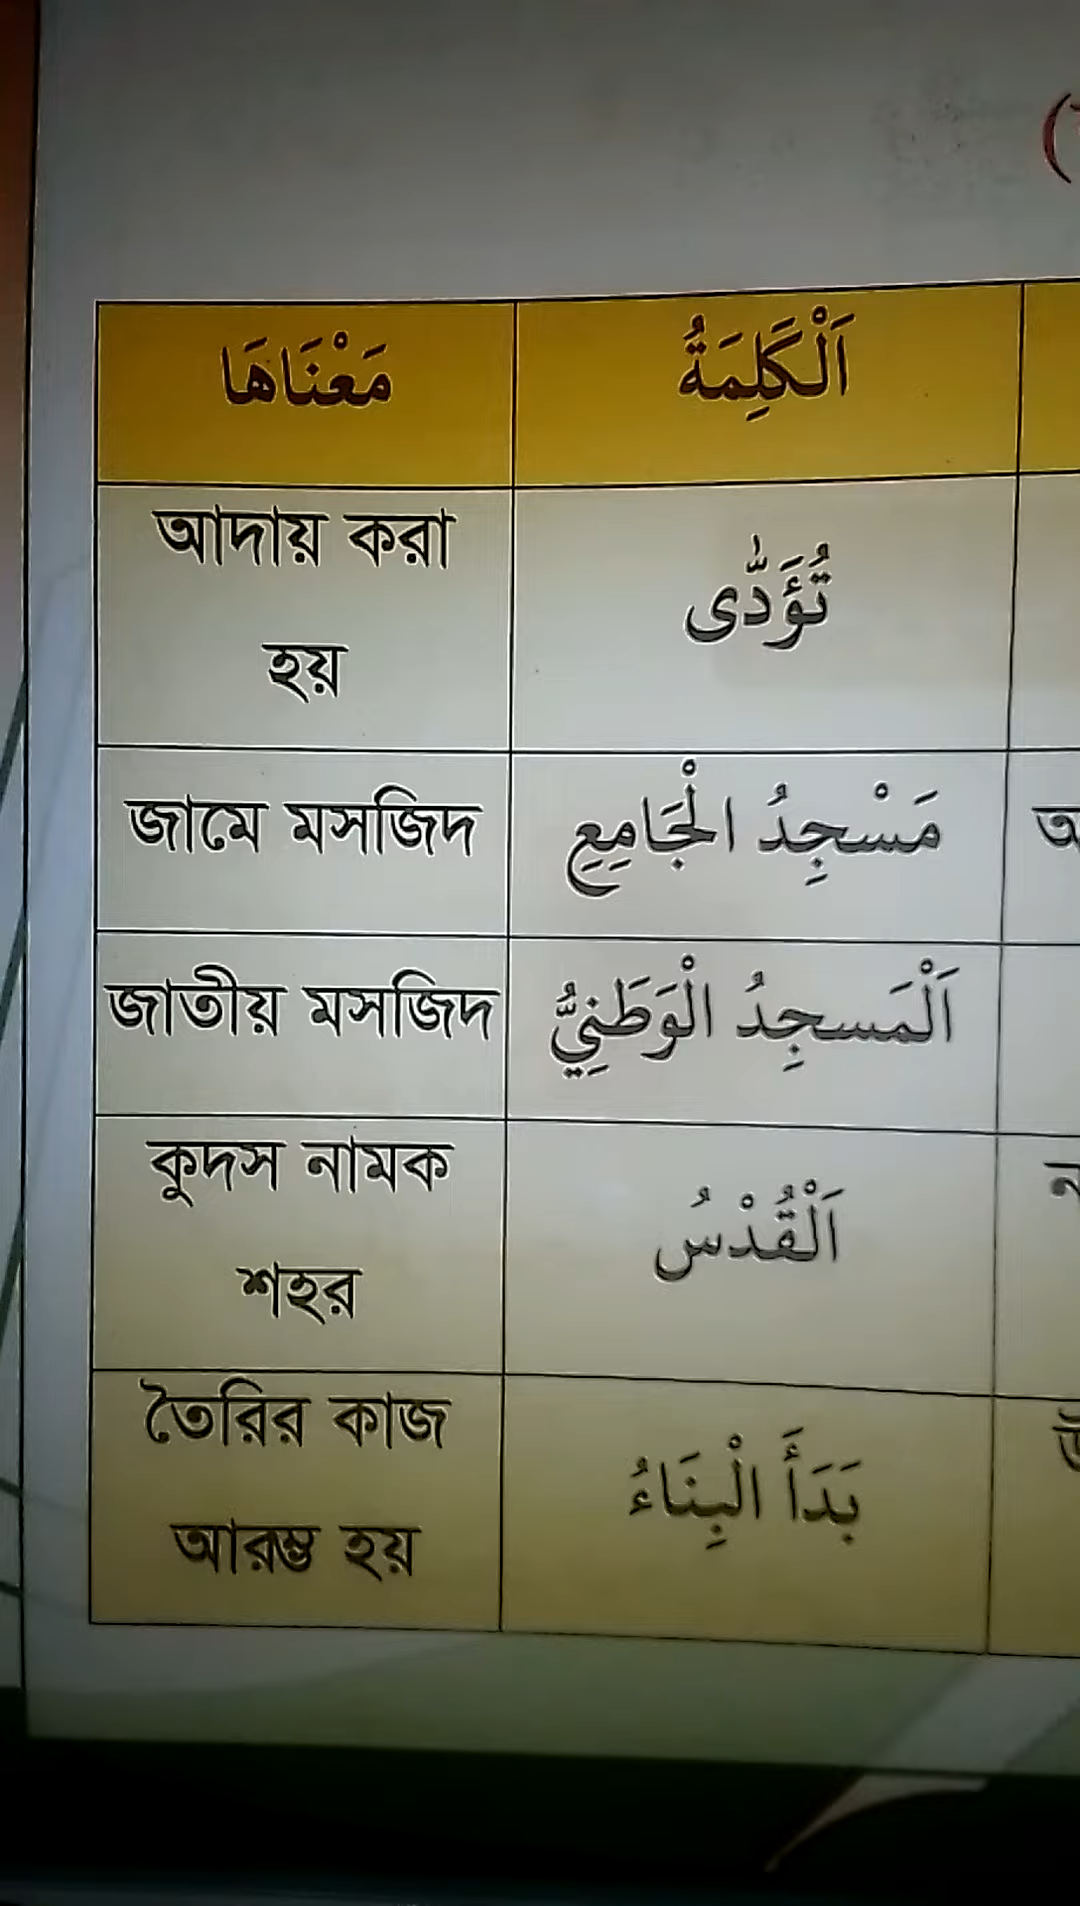 مَعْنَاهَا اَلْكَلِمَةُ
আদায় করা
হয়
تُؤَدّٰى
জামে মসজিদ مَسْجِدُ الْجَامِعِ
জাতীয় মসজিদ اَلْمَسجِدُ الْوَطَنِيُّ
কুদস নামক
শহর
اَلْقُدْسُ
তৈরির কাজ
আরম্ভ হয়
بَدَأَ الْبِنَاءُ